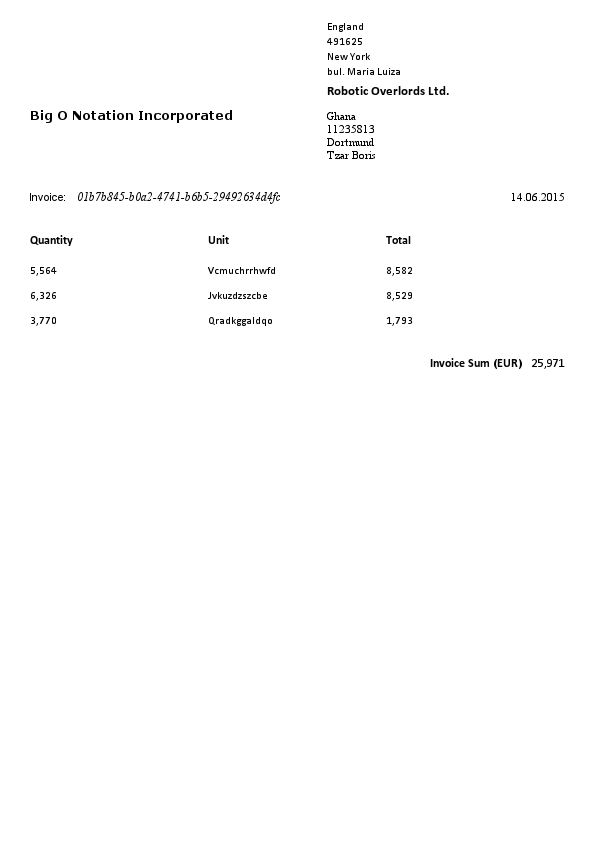 England
491625
New York
bul. Maria Luiza
Robotic Overlords Ltd.
Big O Notation Incorporated
Ghana
11235813
Dortmund
Tzar Boris
Invoice: 01b7b845-b0a2-4741-b6b5-29492634d4fc 14.06.2015
Quantity Unit Total
5,564 Vcmuchrrhwfd 8,582
6,326 Jvkuzdzszcbe 8,529
3,770 Qradkggaldqo 1,793
Invoice Sum (EUR) 25,971